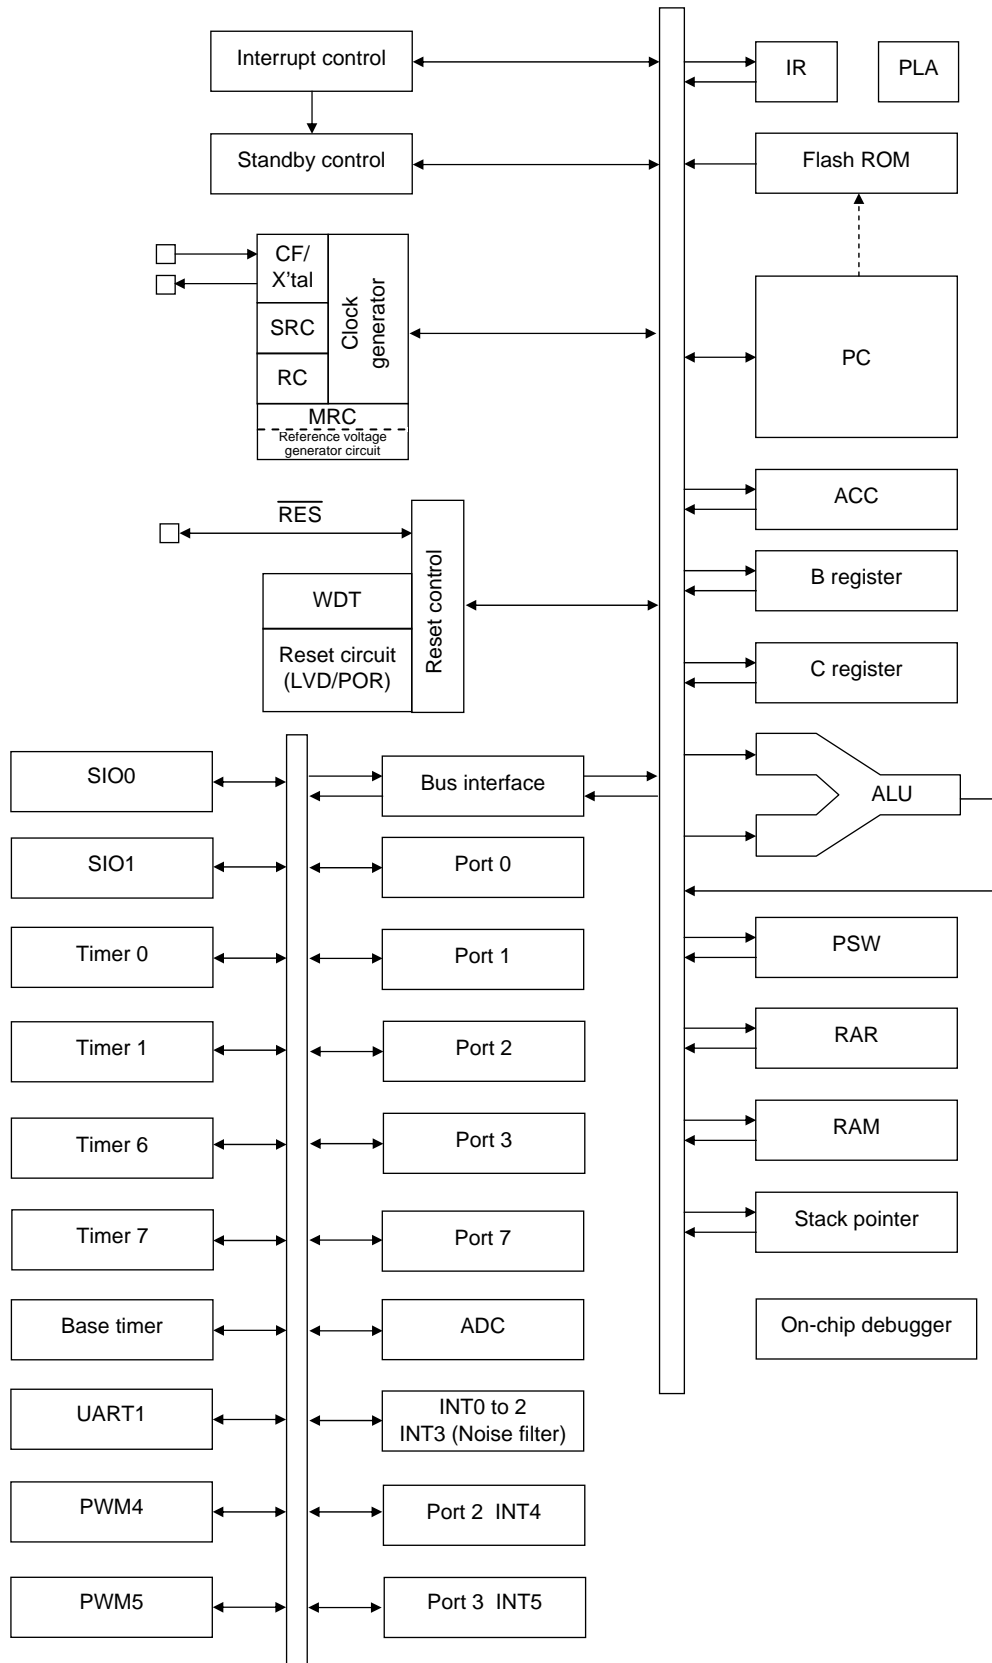 Interrupt control
IR
PLA
Standby control
Flash ROM
CF/
X'tal
Clock
generator
SRC
RC
MRC
Reference voltage
generator circuit
PC
ACC
RES
Reset control
B register
WDT
Reset circuit
(LVD/POR)
C register
SIO0
Bus interface
ALU
SIO1
Port 0
Timer 0
Port 1
PSW
Timer 1
Port 2
RAR
Timer 6
Port 3
RAM
Timer 7
Port 7
Stack pointer
Base timer
ADC
On-chip debugger
UART1
INT0 to 2
INT3 (Noise filter)
PWM4
Port 2 INT4
PWM5
Port 3 INT5